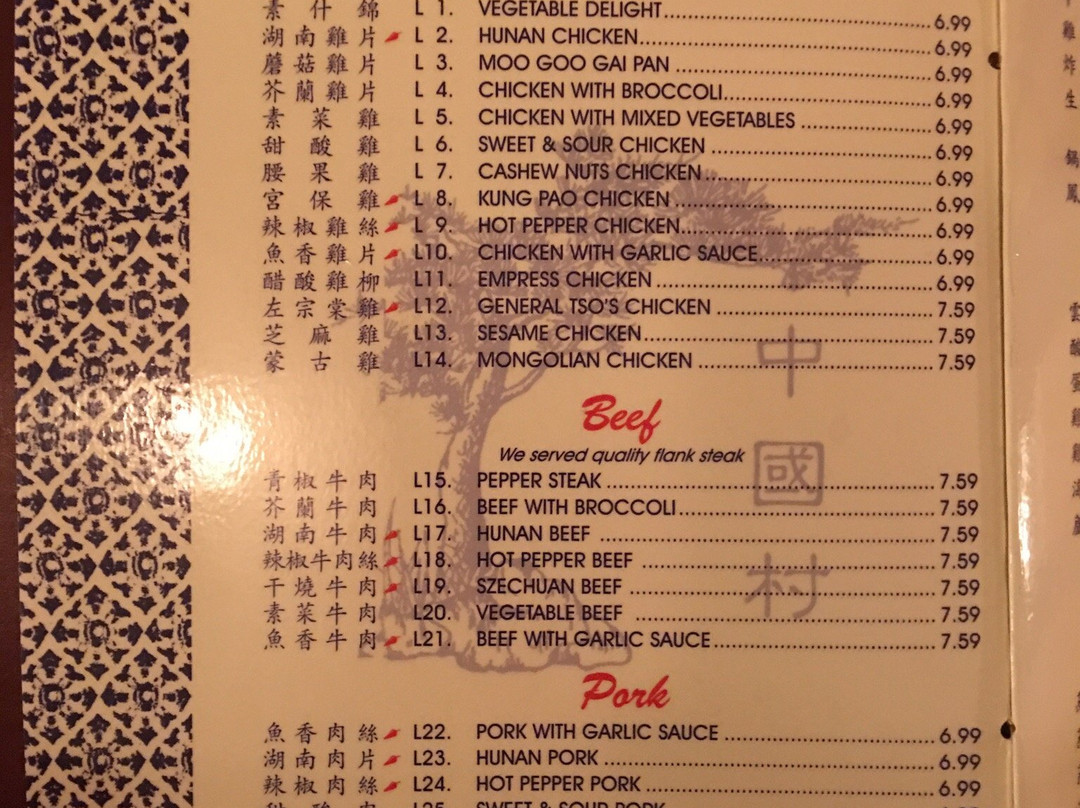 素什錦 L 1. VEGETABLE DELIGHT 6.99
湖南雞片 L 2. HUNAN CHICKEN 6.99
蘑菇雞片 L 3. MOO GOO GAI PAN 6.99
芥蘭雞片 L 4. CHICKEN WITH BROCCOLI 6.99
素菜雞 L 5. CHICKEN WITH MIXED VEGETABLES 6.99
甜酸雞 L 6. SWEET & SOUR CHICKEN 6.99
腰果雞 L 7. CASHEW NUTS CHICKEN 6.99
宮保雞 L 8. KUNG PAO CHICKEN 6.99
辣椒雞絲 L 9. HOT PEPPER CHICKEN 6.99
魚香雞片 L10. CHICKEN WITH GARLIC SAUCE 6.99
醋酸雞柳 L11. EMPRESS CHICKEN 6.99
左宗棠雞 L12. GENERAL TSO'S CHICKEN 7.59
芝麻雞 L13. SESAME CHICKEN 7.59
蒙古雞 L14. MONGOLIAN CHICKEN 7.59
Beef
We served quality flank steak
青椒牛肉 L15. PEPPER STEAK 7.59
芥蘭牛肉 L16. BEEF WITH BROCCOLI 7.59
湖南牛肉 L17. HUNAN BEEF 7.59
辣椒牛肉絲 L18. HOT PEPPER BEEF 7.59
干燒牛肉 L19. SZECHUAN BEEF 7.59
素菜牛肉 L20. VEGETABLE BEEF 7.59
魚香牛肉 L21. BEEF WITH GARLIC SAUCE 7.59
Pork
魚香肉絲 L22. PORK WITH GARLIC SAUCE 6.99
湖南肉片 L23. HUNAN PORK 6.99
辣椒肉絲 L24. HOT PEPPER PORK 6.99
甜酸肉 L25. SWEET & SOUR PORK
中國村